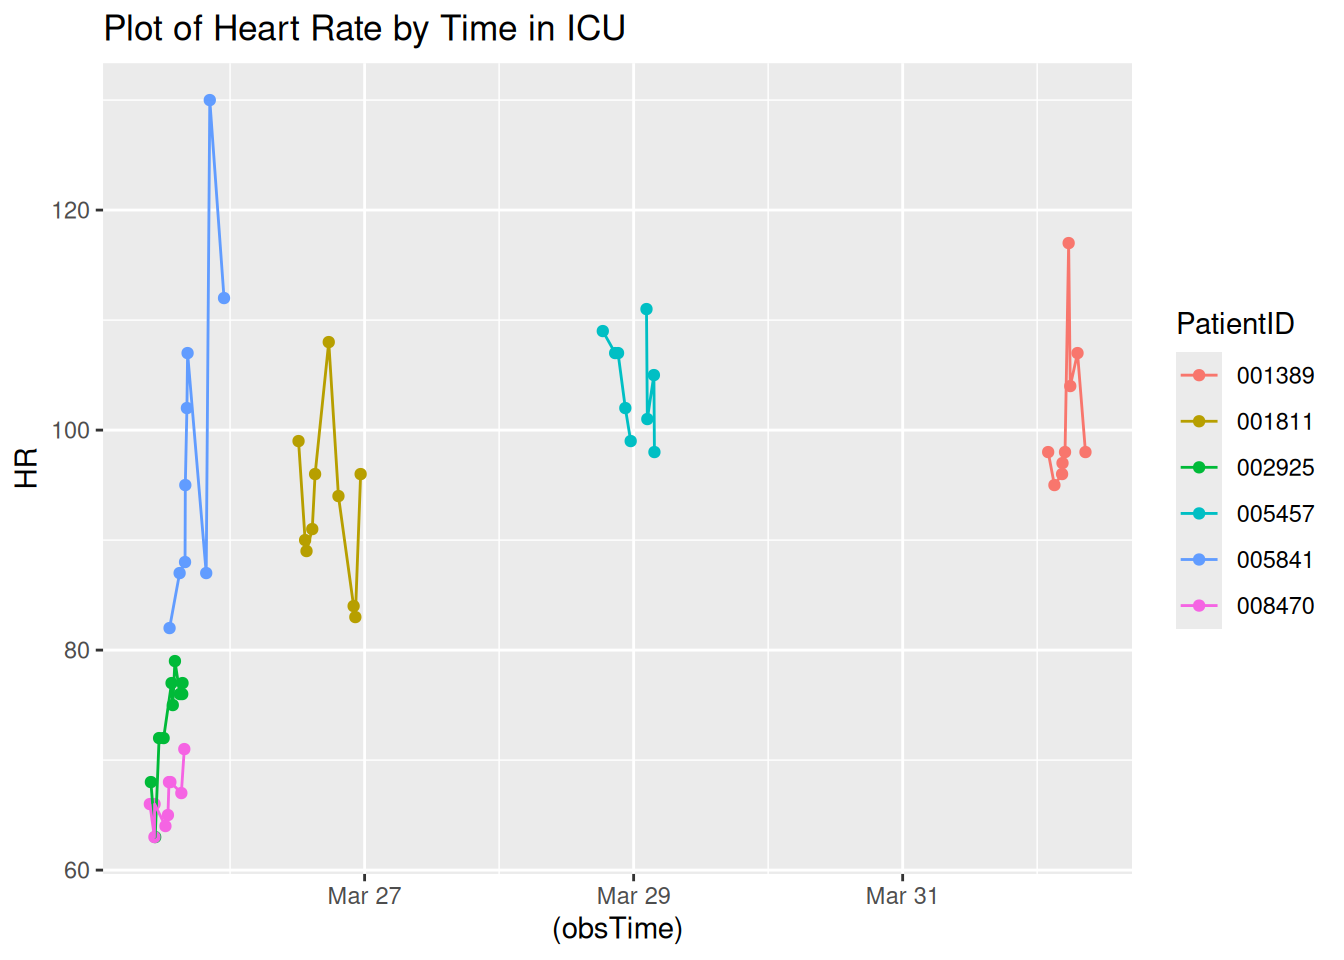 Plot of Heart Rate by Time in ICU
HR
120
100
80
60
Mar 27
Mar 29
Mar 31
(obsTime)
PatientID
001389
001811
002925
005457
005841
008470